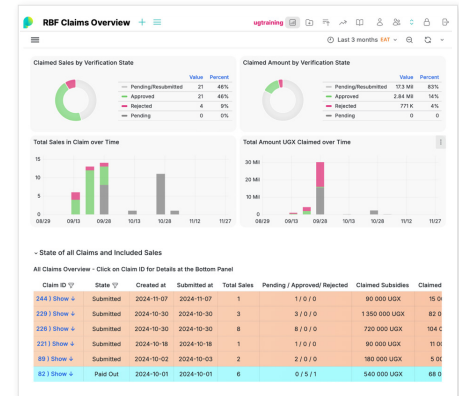 RBF Claims Overview
ugtraining
Last 3 months EAT
Claimed Sales by Verification State
Value Percent
Pending/Resubmitted 21 46%
Approved 21 46%
Rejected 4 9%
Pending 0 0%
Claimed Amount by Verification State
Value Percent
Pending/Resubmitted 17.3 Mil 83%
Approved 2.84 Mil 14%
Rejected 771 K 4%
Pending 0 0%
Total Sales in Claim over Time
15
10
5
0
08/29 09/13 09/28 10/13 10/28 11/12 11/27
Total Amount UGX Claimed over Time
30 Mil
20 Mil
10 Mil
0
08/29 09/13 09/28 10/13 10/28 11/12 11/27
State of all Claims and Included Sales
All Claims Overview - Click on Claim ID for Details at the Bottom Panel
Claim ID State Created at Submitted at Total Sales Pending / Approved/ Rejected Claimed Subsidies Claimed
244 ) Show ↓ Submitted 2024-11-07 2024-11-07 1 1 / 0 / 0 90 000 UGX 15 00
229 ) Show ↓ Submitted 2024-10-30 2024-10-30 3 3 / 0 / 0 1 350 000 UGX 82 0
228 ) Show ↓ Submitted 2024-10-30 2024-10-30 8 8 / 0 / 0 720 000 UGX 104 0
221 ) Show ↓ Submitted 2024-10-18 2024-10-18 1 1 / 0 / 0 90 000 UGX 11 00
89 ) Show ↓ Submitted 2024-10-02 2024-10-03 2 2 / 0 / 0 180 000 UGX 5 00
82 ) Show ↓ Paid Out 2024-10-01 2024-10-01 6 0 / 5 / 1 540 000 UGX 68 0